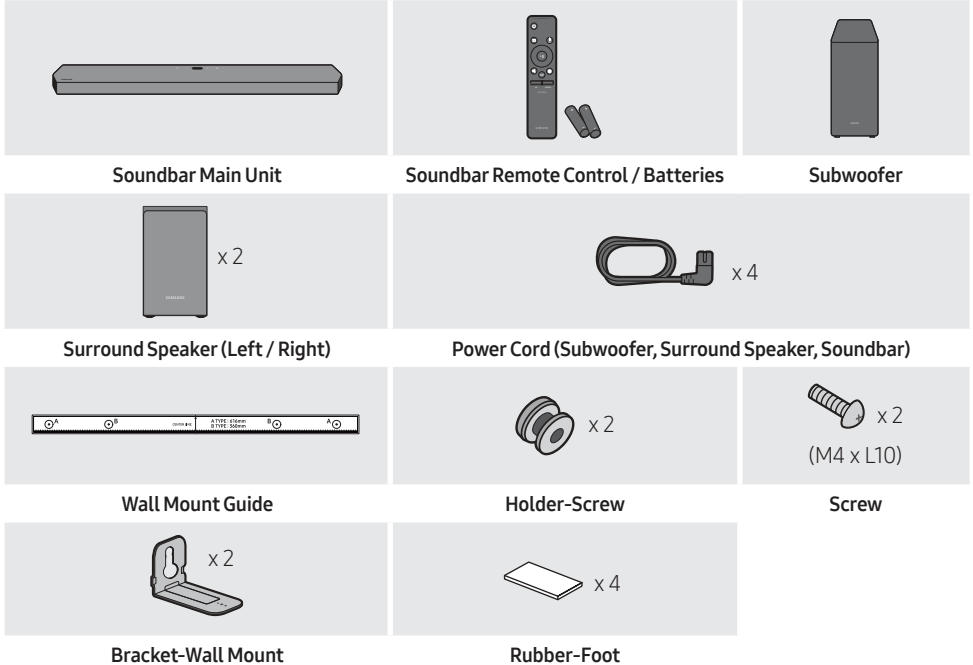 Soundbar Main Unit
Soundbar Remote Control / Batteries
Subwoofer
SAMSUNG
x 2
x 4
Surround Speaker (Left / Right)
Power Cord (Subwoofer, Surround Speaker, Soundbar)
A
B
CENTER LINE
A TYPE : 616mm
B TYPE : 360mm
B
A
x 2
x 2
(M4 x L10)
Wall Mount Guide
Holder-Screw
Screw
x 2
x 4
Bracket-Wall Mount
Rubber-Foot